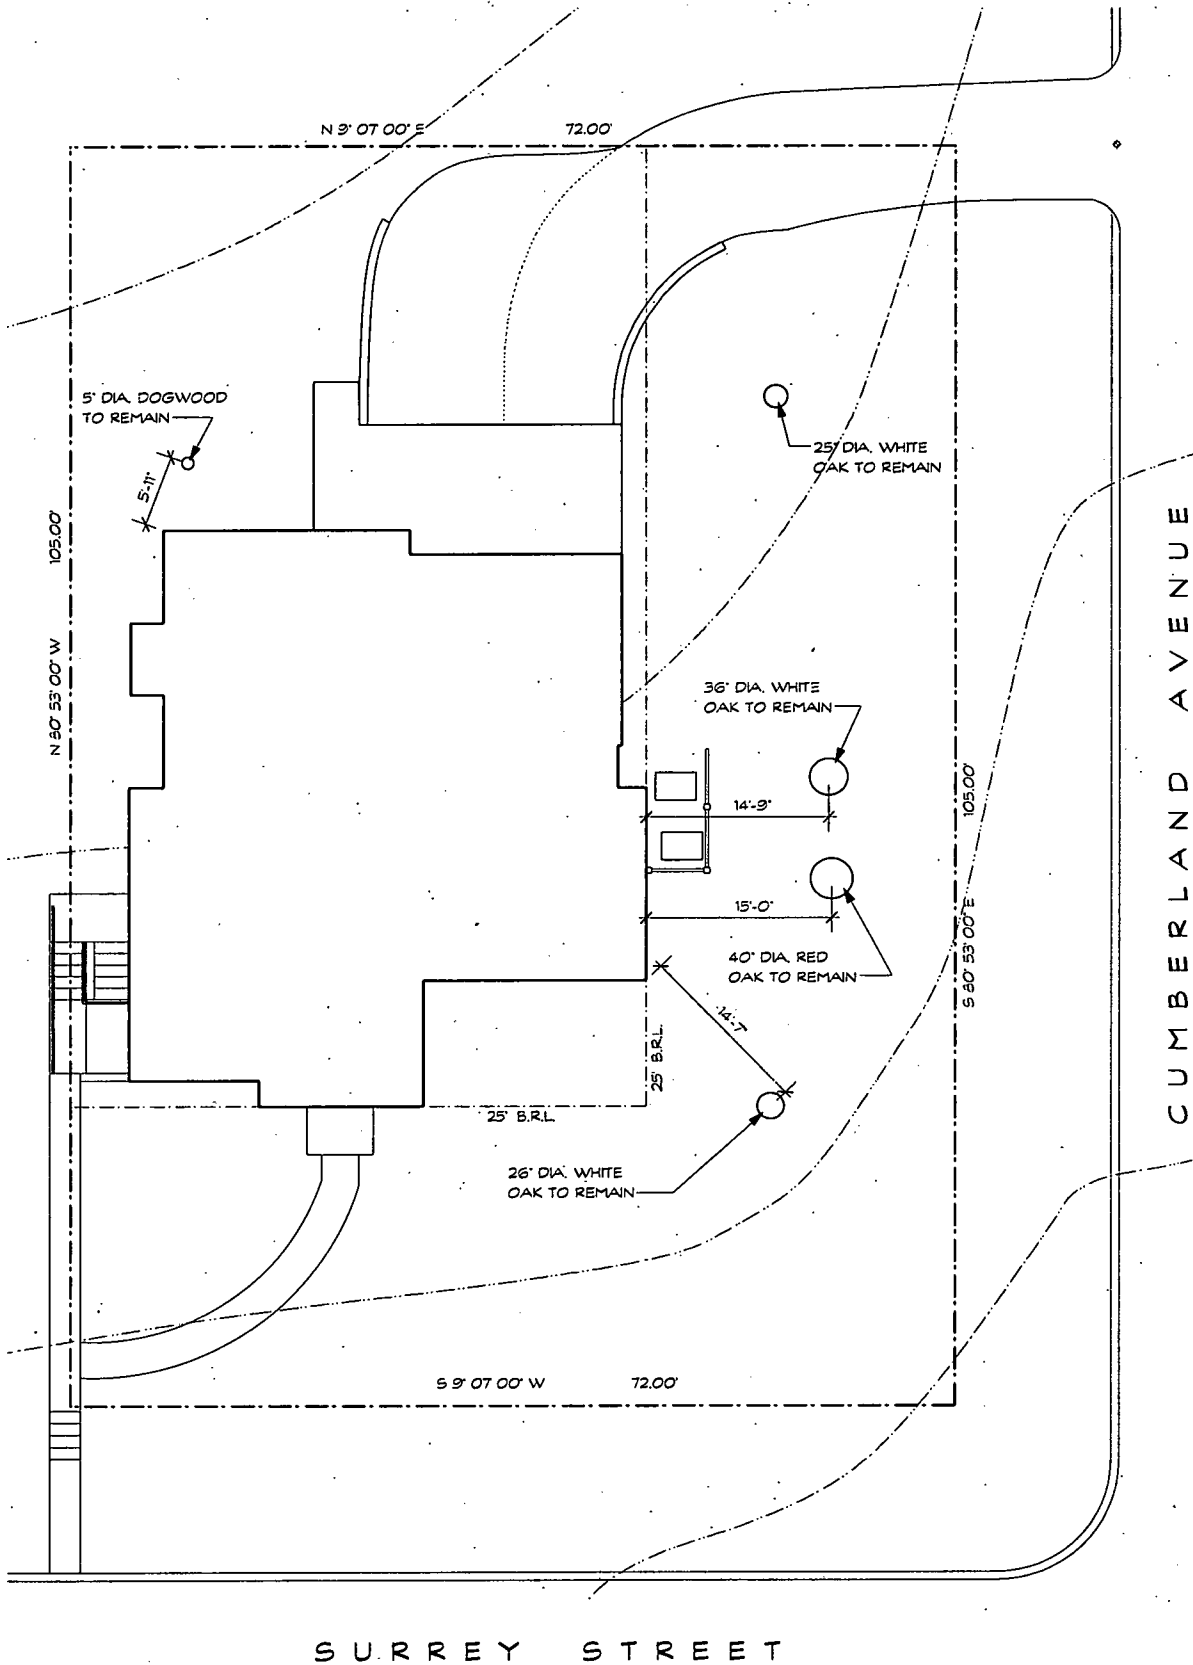 N 9° 07' 00" E
72.00'
5" DIA. DOGWOOD
TO REMAIN
5'-11"
25" DIA. WHITE
OAK TO REMAIN
105.00'
N 80° 53' 00" W
36" DIA. WHITE
OAK TO REMAIN
14'-9"
15'-0"
105.00'
S 80° 53' 00" E
40" DIA. RED
OAK TO REMAIN
14'-7"
25' B.R.L.
25' B.R.L.
26" DIA. WHITE
OAK TO REMAIN
S 9° 07' 00" W
72.00'
CUMBERLAND AVENUE
SURREY STREET